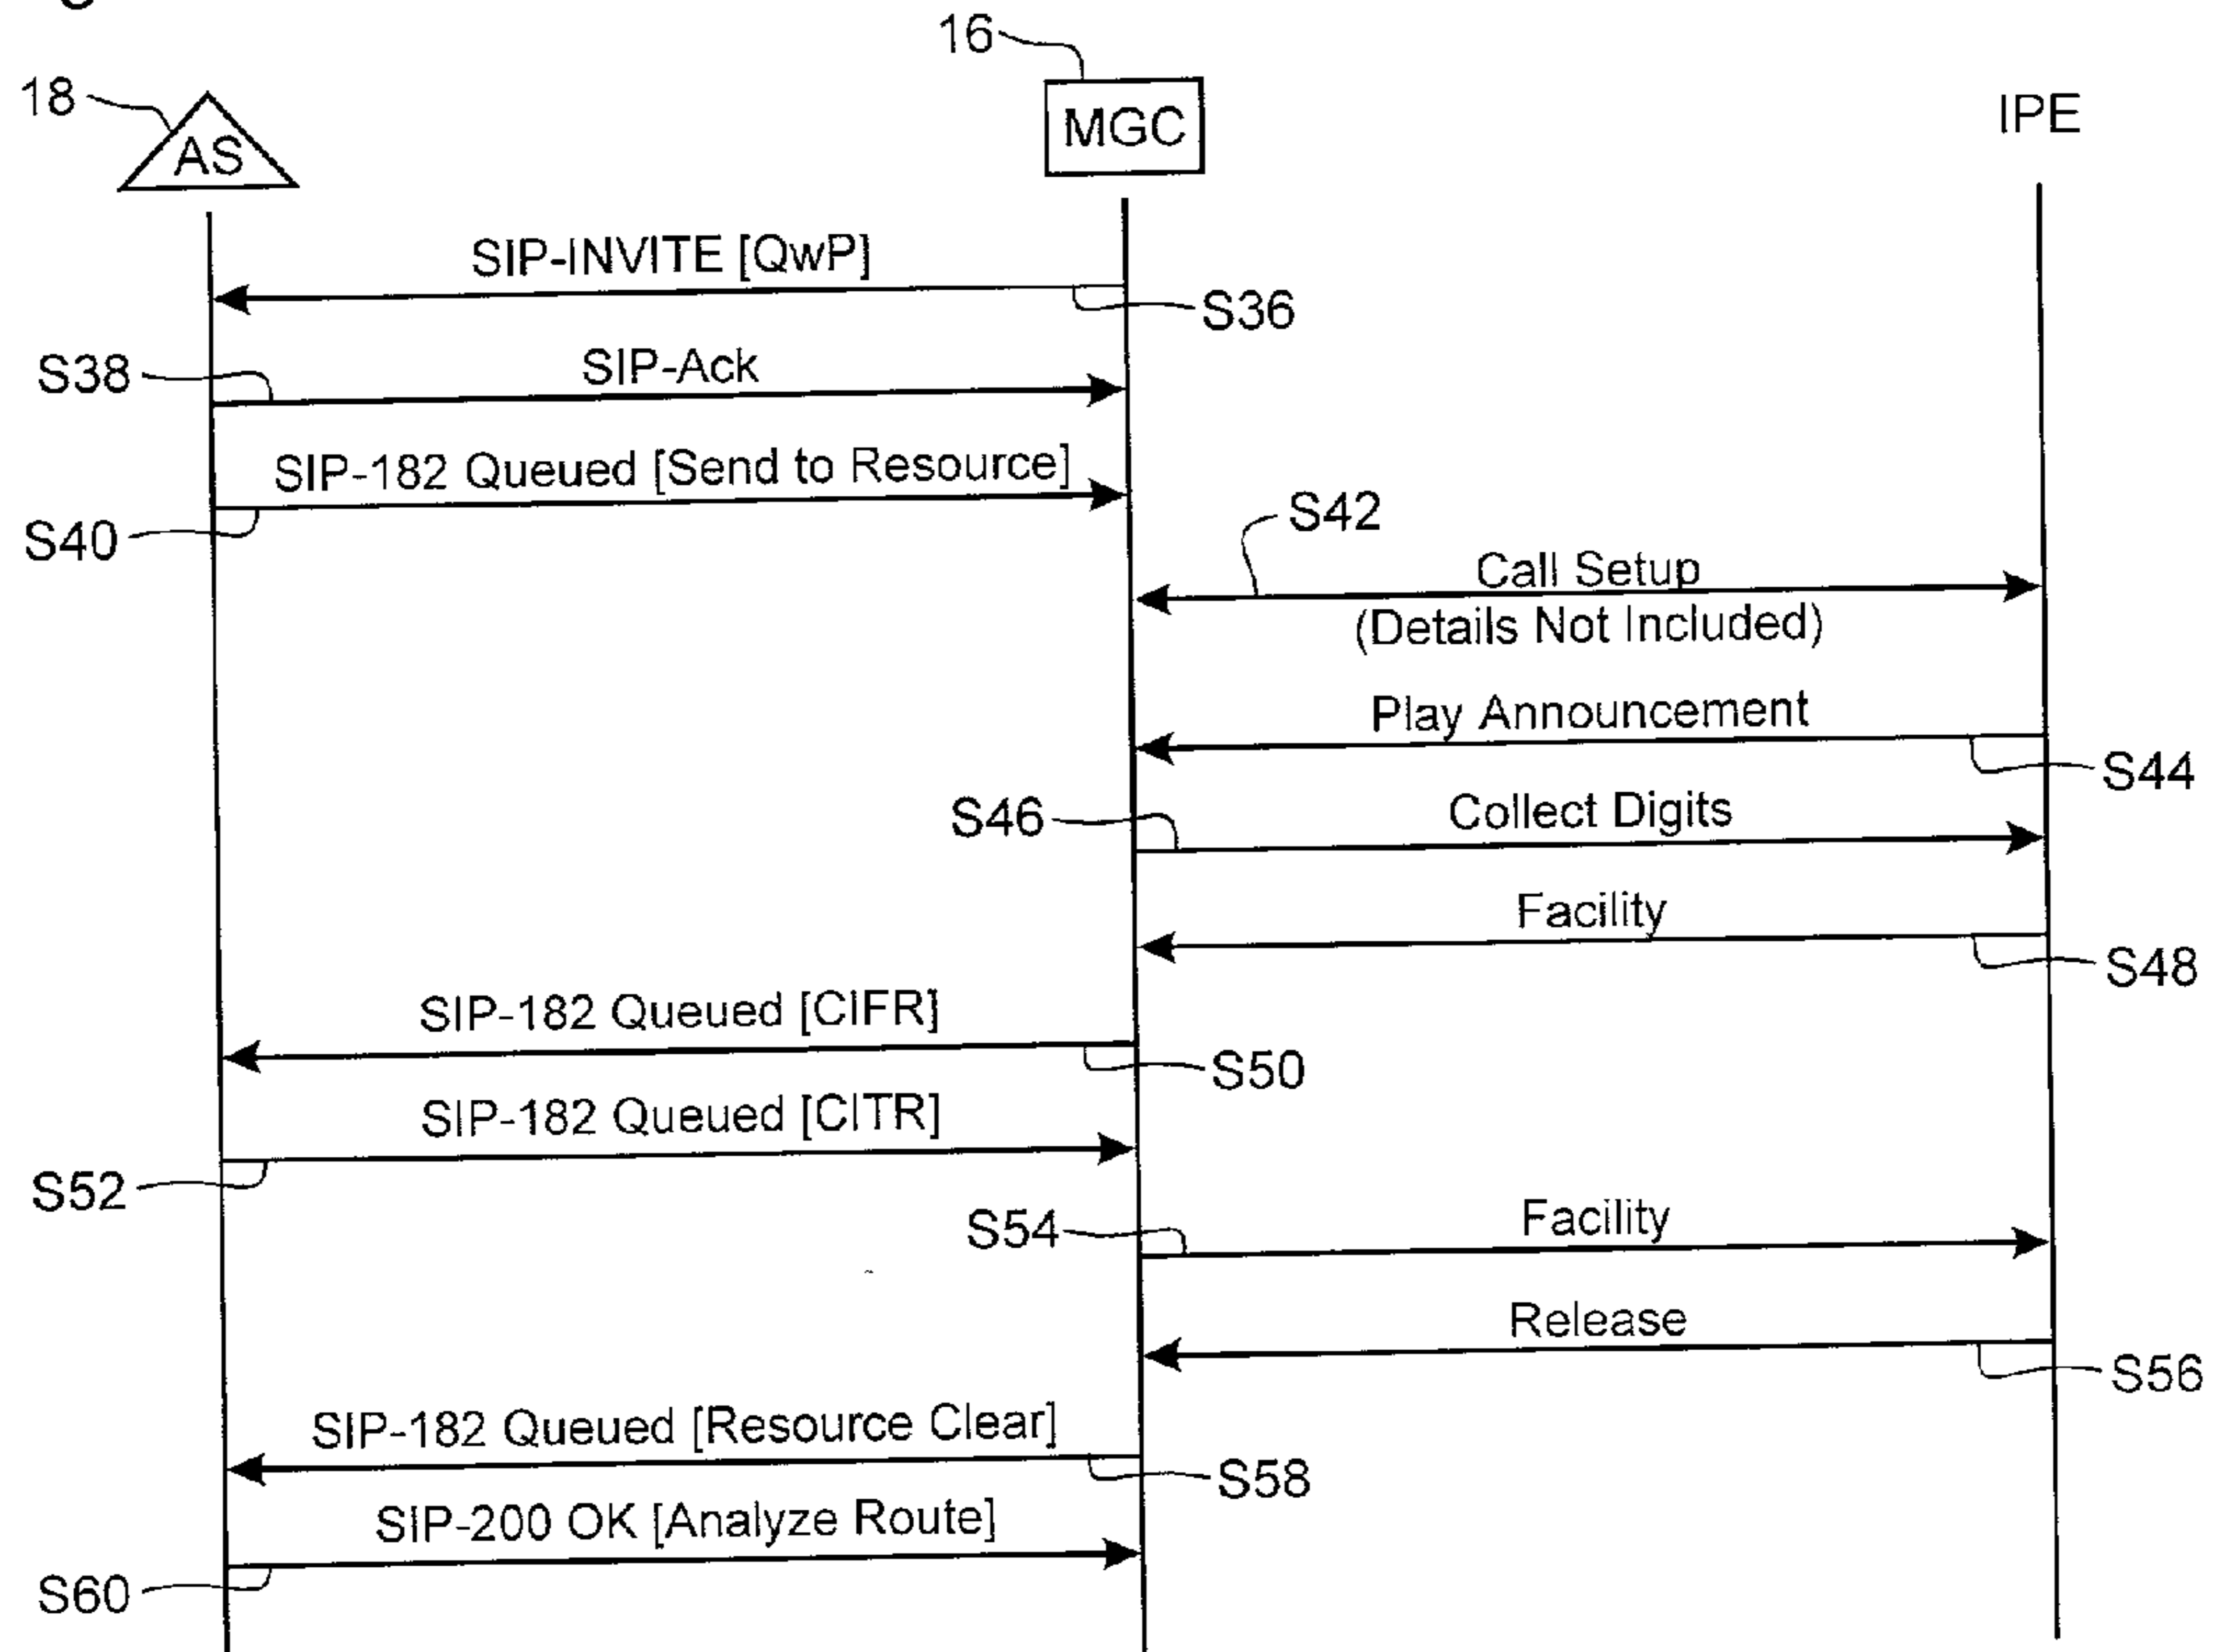 16
18
AS
MGC
IPE
SIP-INVITE [QwP]
S36
SIP-Ack
S38
SIP-182 Queued [Send to Resource]
S40
S42
Call Setup
(Details Not Included)
Play Announcement
S44
Collect Digits
S46
Facility
S48
SIP-182 Queued [CIFR]
S50
SIP-182 Queued [CITR]
S52
Facility
S54
Release
S56
SIP-182 Queued [Resource Clear]
S58
SIP-200 OK [Analyze Route]
S60